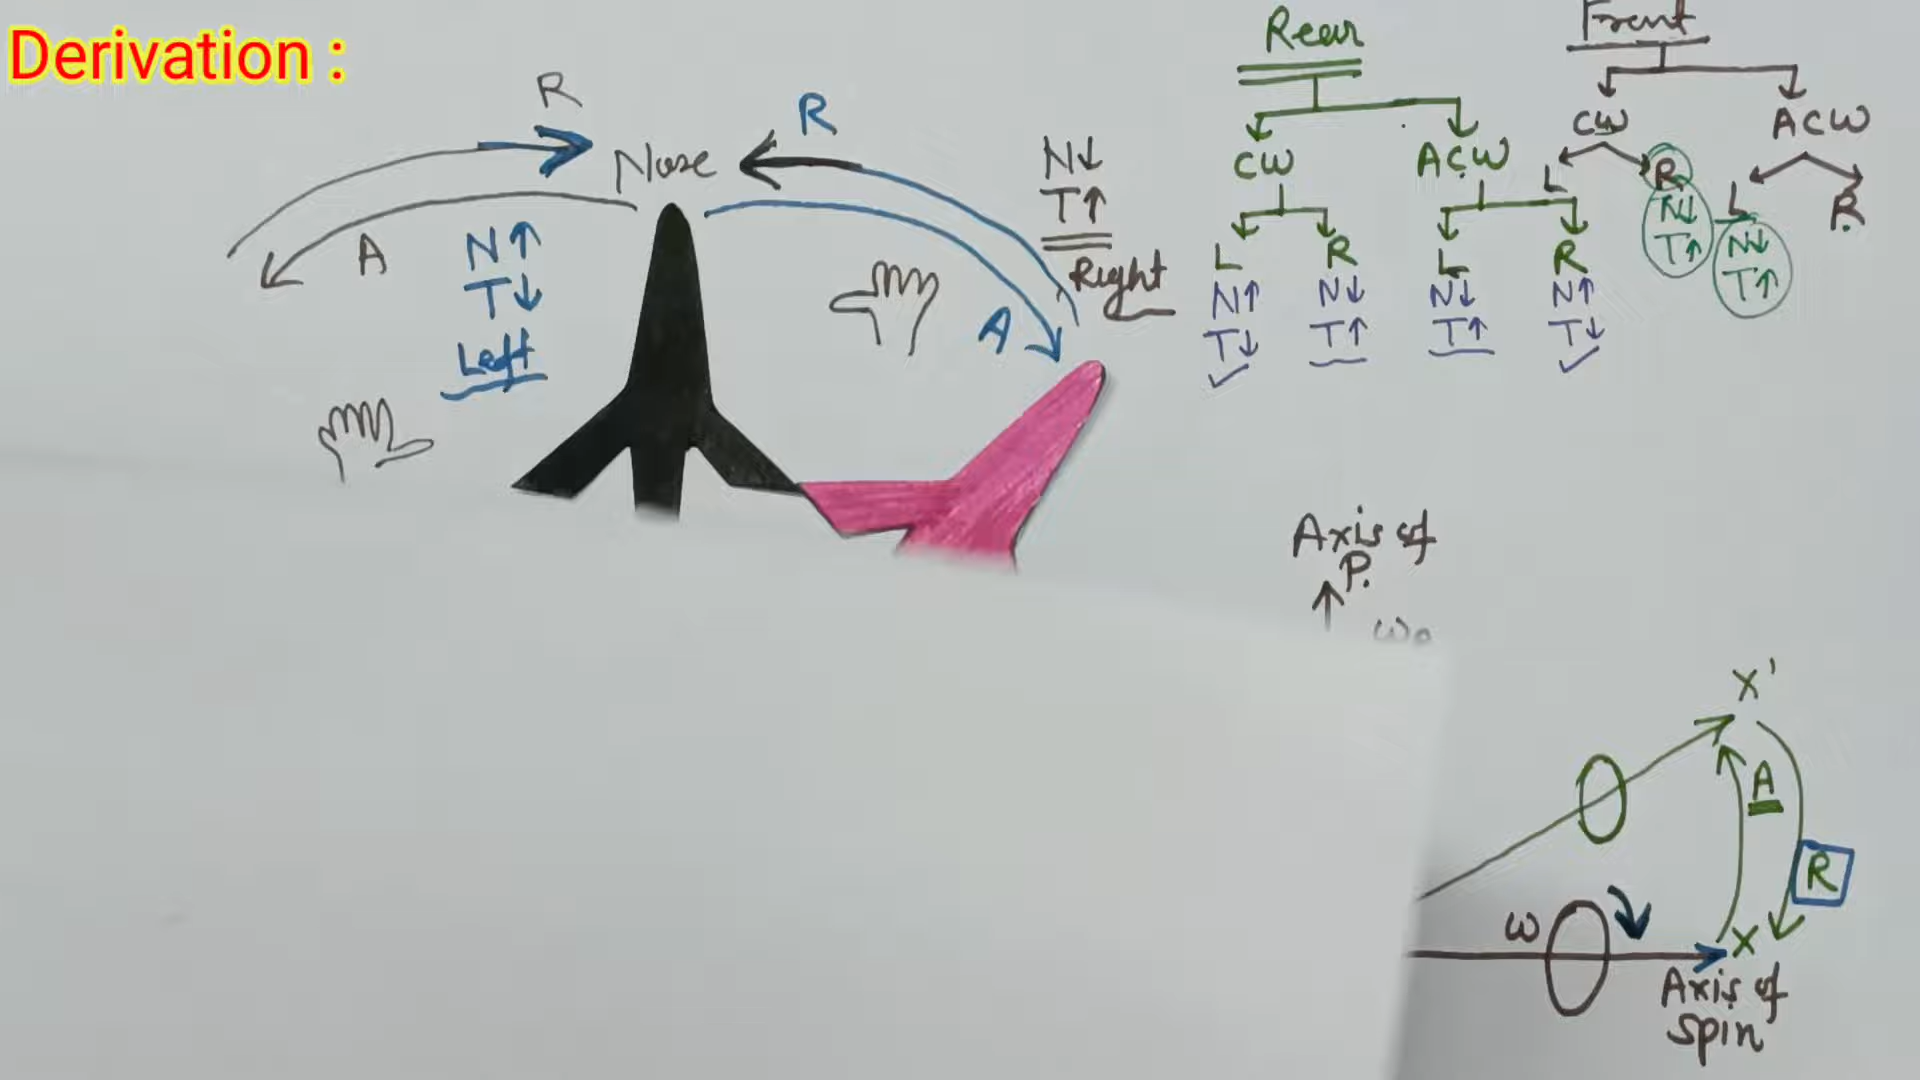 Derivation :
R
R
Nose
A
A
N↑
T↓
Left
N↓
T↑
Right
Rear
CW
ACW
L
R
L
R
N↑
N↓
N↓
N↑
T↓
T↑
T↑
T↓
Front
CW
ACW
L
R
L
R.
N↓
T↑
N↓
T↑
Axis of
P.
X'
A
R
ω
X
Axis of
spin